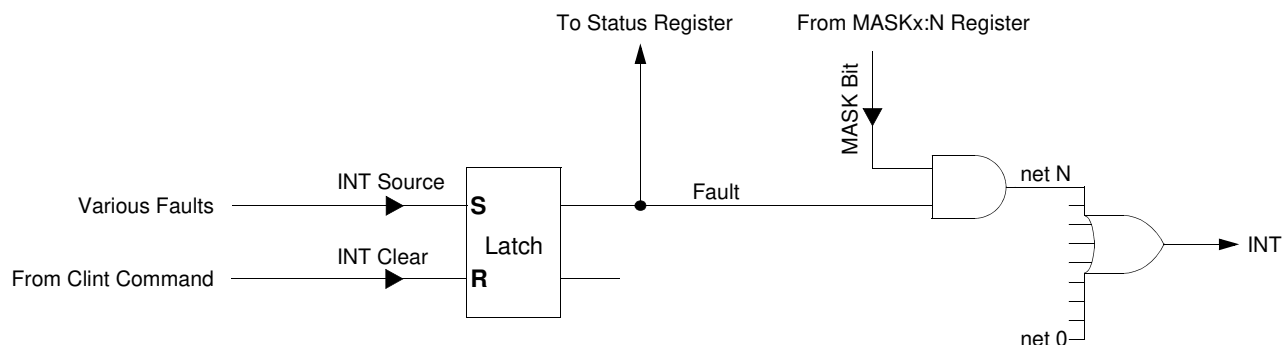 To Status Register
From MASKx:N Register
MASK Bit
INT Source
Various Faults
S
Fault
net N
Latch
INT
INT Clear
From Clint Command
R
net 0